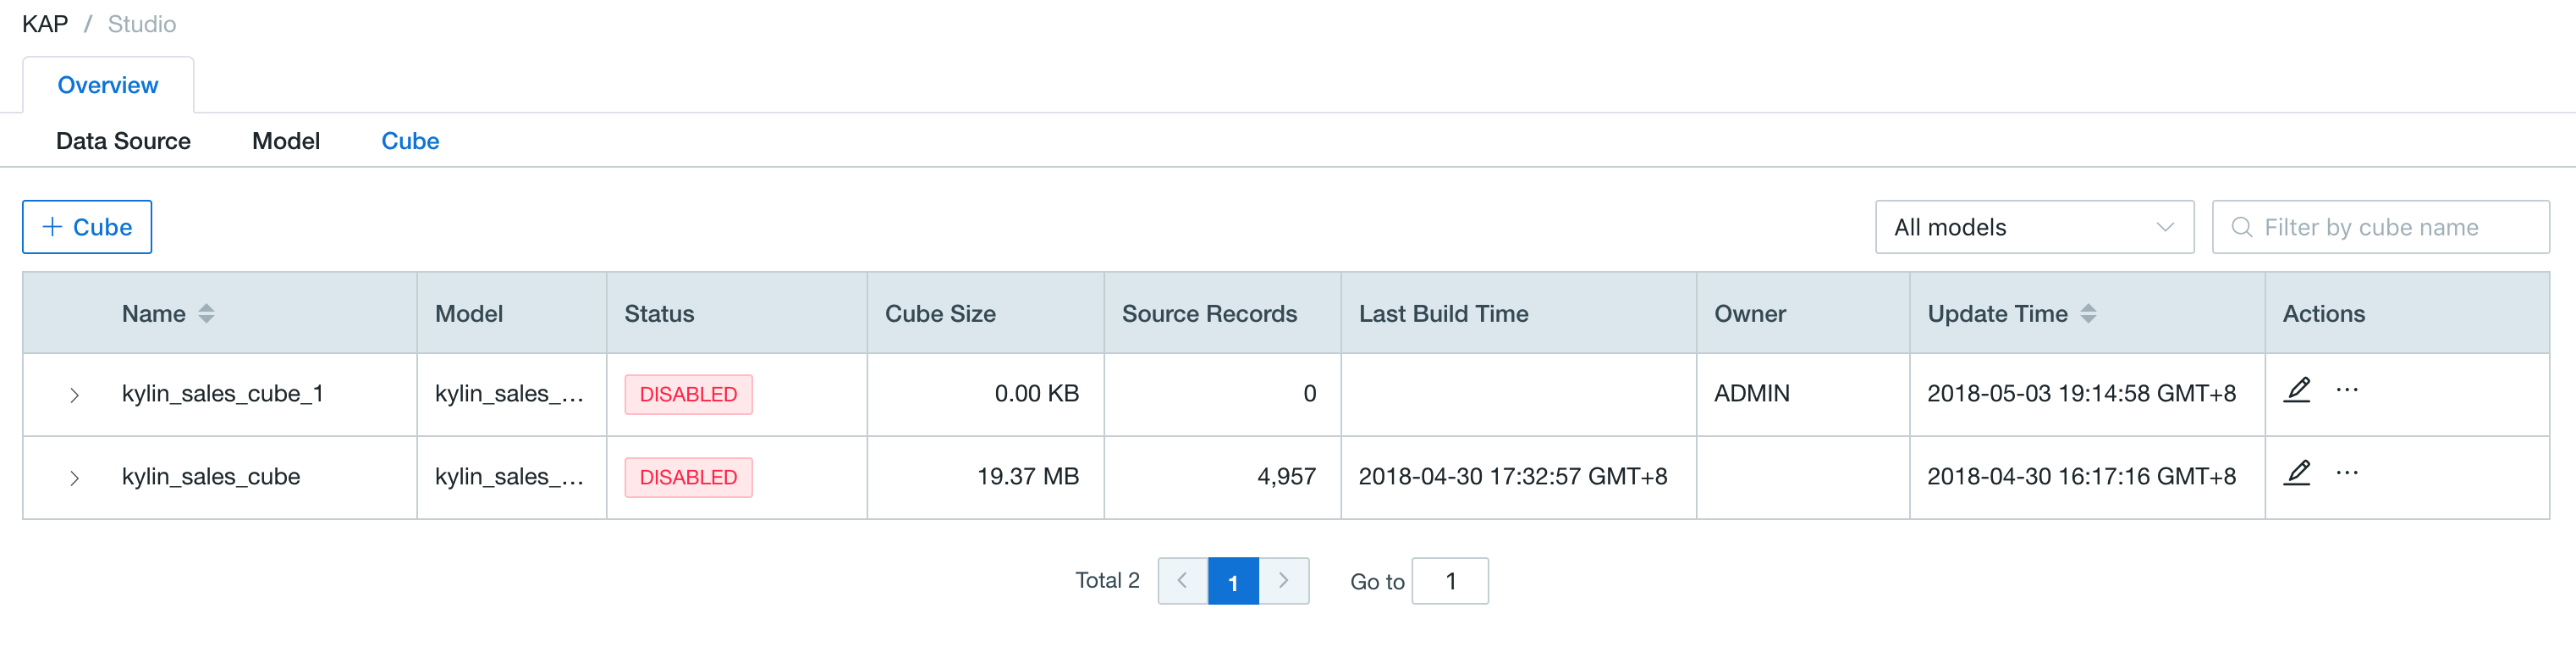 KAP / Studio
Overview
Data Source Model Cube
+ Cube All models Filter by cube name
Name Model Status Cube Size Source Records Last Build Time Owner Update Time Actions
kylin_sales_cube_1 kylin_sales_... DISABLED 0.00 KB 0 ADMIN 2018-05-03 19:14:58 GMT+8 ...
kylin_sales_cube kylin_sales_... DISABLED 19.37 MB 4,957 2018-04-30 17:32:57 GMT+8 2018-04-30 16:17:16 GMT+8 ...
Total 2 < 1 > Go to 1